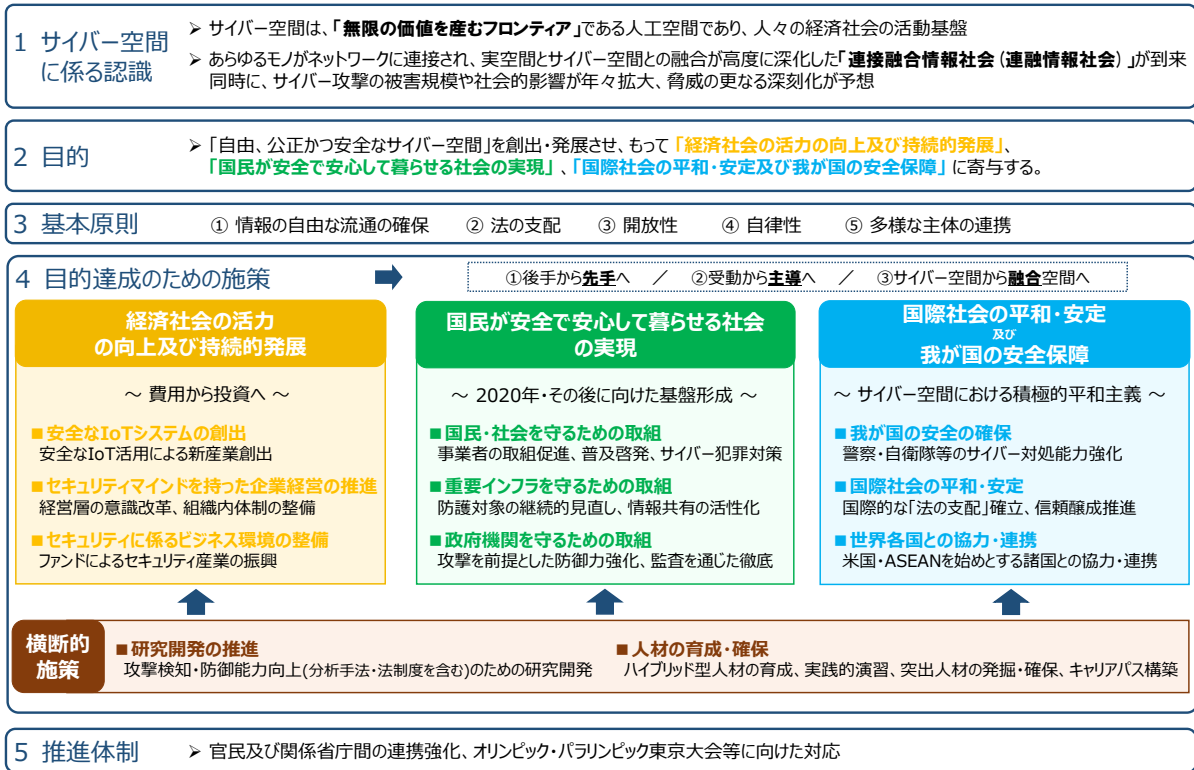 1 サイバー空間
に係る認識
➢ サイバー空間は、「無限の価値を産むフロンティア」である人工空間であり、人々の経済社会の活動基盤
➢ あらゆるモノがネットワークに連接され、実空間とサイバー空間との融合が高度に深化した「連接融合情報社会(連融情報社会)」が到来
同時に、サイバー攻撃の被害規模や社会的影響が年々拡大、脅威の更なる深刻化が予想
2 目的
➢ 「自由、公正かつ安全なサイバー空間」を創出・発展させ、もって「経済社会の活力の向上及び持続的発展」、
「国民が安全で安心して暮らせる社会の実現」、「国際社会の平和・安定及び我が国の安全保障」に寄与する。
3 基本原則 ① 情報の自由な流通の確保 ② 法の支配 ③ 開放性 ④ 自律性 ⑤ 多様な主体の連携
4 目的達成のための施策 ①後手から先手へ / ②受動から主導へ / ③サイバー空間から融合空間へ
経済社会の活力
の向上及び持続的発展
~ 費用から投資へ ~
■安全なIoTシステムの創出
安全なIoT活用による新産業創出
■セキュリティマインドを持った企業経営の推進
経営層の意識改革、組織内体制の整備
■セキュリティに係るビジネス環境の整備
ファンドによるセキュリティ産業の振興
国民が安全で安心して暮らせる社会
の実現
~ 2020年・その後に向けた基盤形成 ~
■国民・社会を守るための取組
事業者の取組促進、普及啓発、サイバー犯罪対策
■重要インフラを守るための取組
防護対象の継続的見直し、情報共有の活性化
■政府機関を守るための取組
攻撃を前提とした防御力強化、監査を通じた徹底
国際社会の平和・安定
及び
我が国の安全保障
~ サイバー空間における積極的平和主義 ~
■我が国の安全の確保
警察・自衛隊等のサイバー対処能力強化
■国際社会の平和・安定
国際的な「法の支配」確立、信頼醸成推進
■世界各国との協力・連携
米国・ASEANを始めとする諸国との協力・連携
横断的
施策
■研究開発の推進
攻撃検知・防御能力向上(分析手法・法制度を含む)のための研究開発
■人材の育成・確保
ハイブリッド型人材の育成、実践的演習、突出人材の発掘・確保、キャリアパス構築
5 推進体制 ➢ 官民及び関係省庁間の連携強化、オリンピック・パラリンピック東京大会等に向けた対応